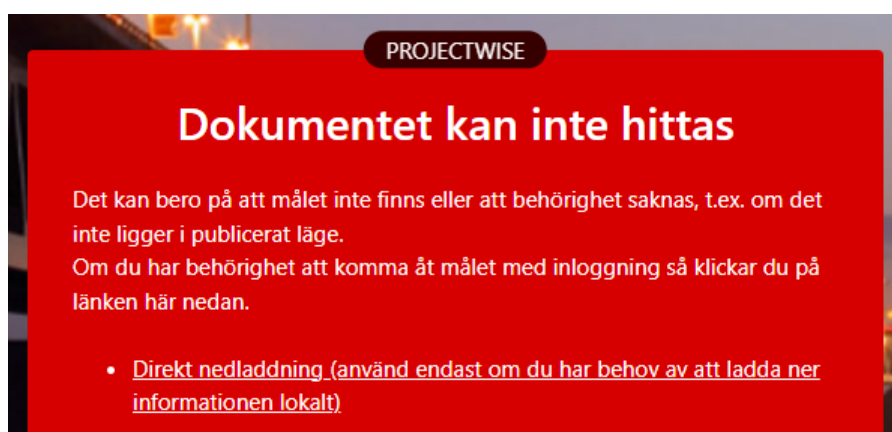 PROJECTWISE
Dokumentet kan inte hittas
Det kan bero på att målet inte finns eller att behörighet saknas, t.ex. om det
inte ligger i publicerat läge.
Om du har behörighet att komma åt målet med inloggning så klickar du på
länken här nedan.
• Direkt nedladdning (använd endast om du har behov av att ladda ner
informationen lokalt)